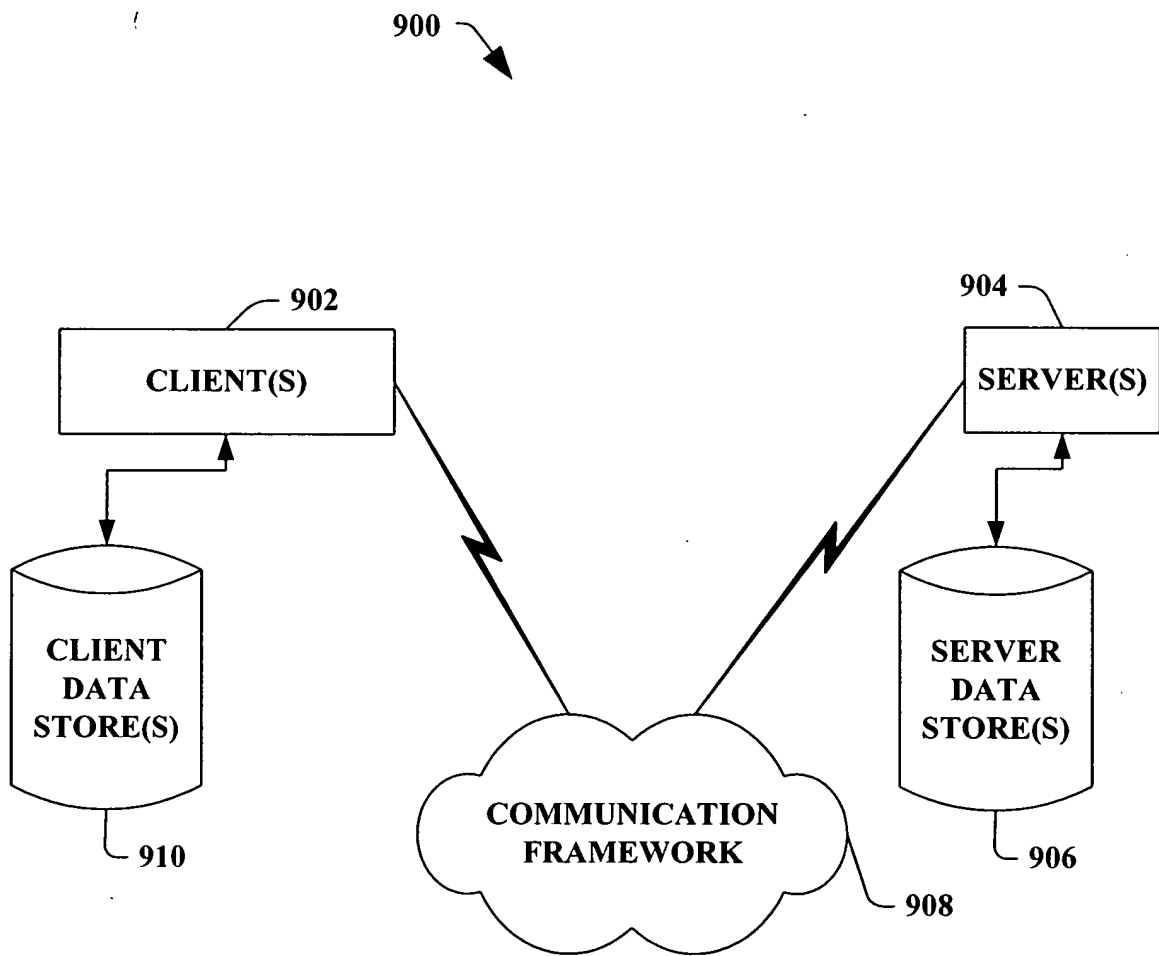 900
902
904
CLIENT(S)
SERVER(S)
CLIENT
DATA
STORE(S)
SERVER
DATA
STORE(S)
COMMUNICATION
FRAMEWORK
910
906
908